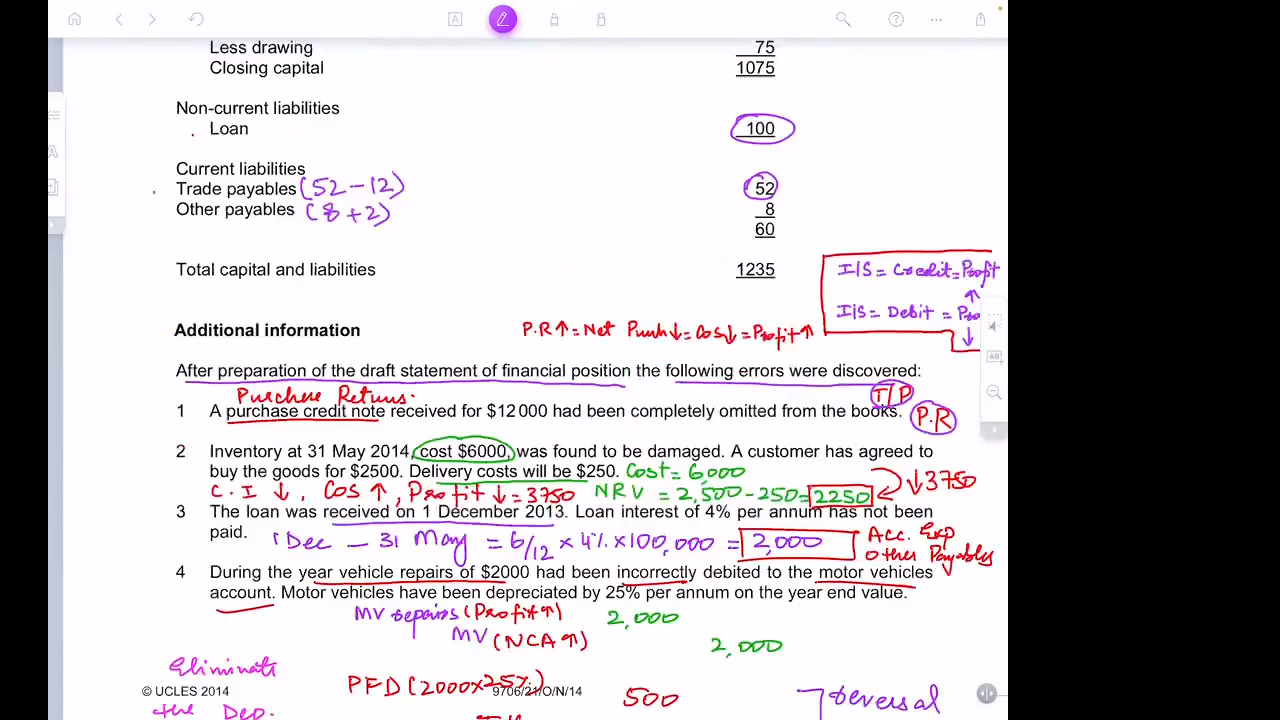 Less drawing 75
Closing capital 1075
Non-current liabilities
Loan 100
Current liabilities
Trade payables (52 - 12) 52
Other payables (8 + 2) 8
60
Total capital and liabilities 1235
I/S = Credit = Profit ↑
I/S = Debit = Pro ↓
Additional information
P.R ↑ = Net Purch ↓ = Cos ↓ = Profit ↑
After preparation of the draft statement of financial position the following errors were discovered:
Purchase Returns. T/P
1 A purchase credit note received for $12 000 had been completely omitted from the books. P.R
2 Inventory at 31 May 2014, cost $6000, was found to be damaged. A customer has agreed to
buy the goods for $2500. Delivery costs will be $250. Cost = 6,000
C.I ↓, Cos ↑, Profit ↓ = 3750 NRV = 2,500 - 250 = 2250 ↓ 3750
3 The loan was received on 1 December 2013. Loan interest of 4% per annum has not been
paid.
1 Dec - 31 May = 6/12 x 4% x 100,000 = 2,000 Acc. Exp
Other Payables
4 During the year vehicle repairs of $2000 had been incorrectly debited to the motor vehicles
account. Motor vehicles have been depreciated by 25% per annum on the year end value.
MV repairs (Profit ↑) 2,000
MV (NCA ↑) 2,000
Eliminate
PFD (2000 x 25%) 500 reversal
© UCLES 2014 9706/21/O/N/14
the Dep.